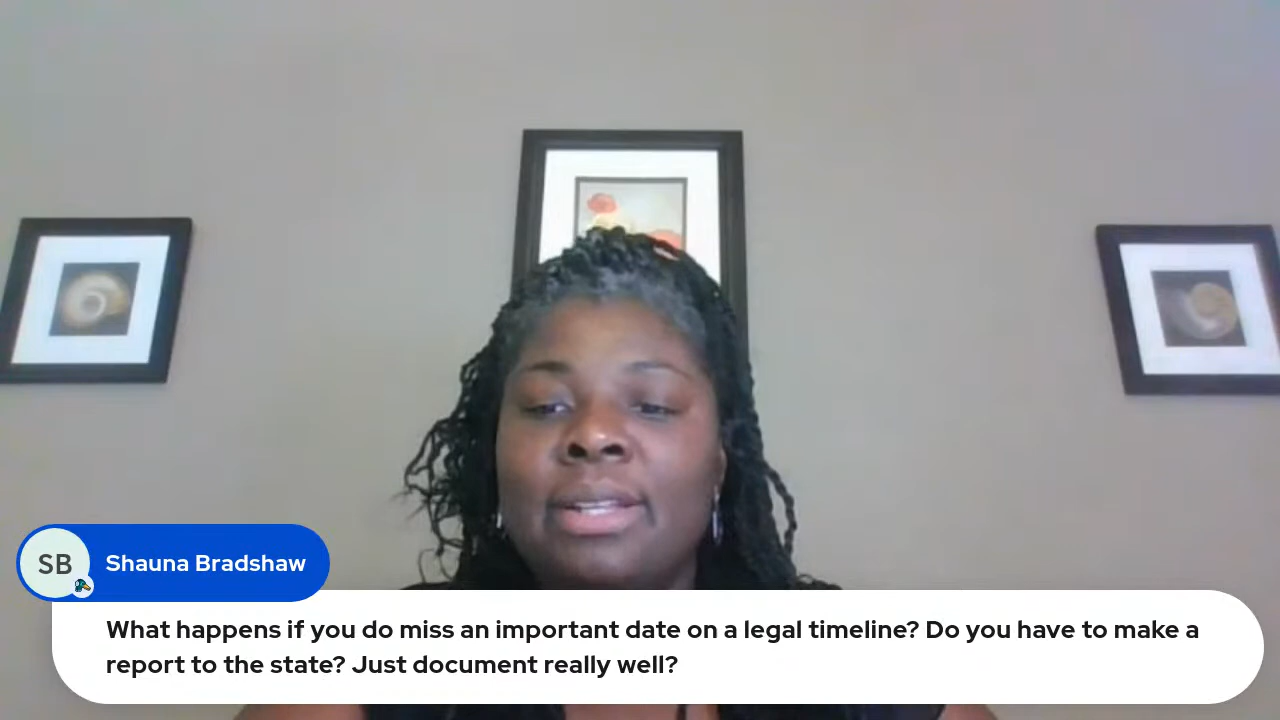 SB
Shauna Bradshaw
What happens if you do miss an important date on a legal timeline? Do you have to make a
report to the state? Just document really well?